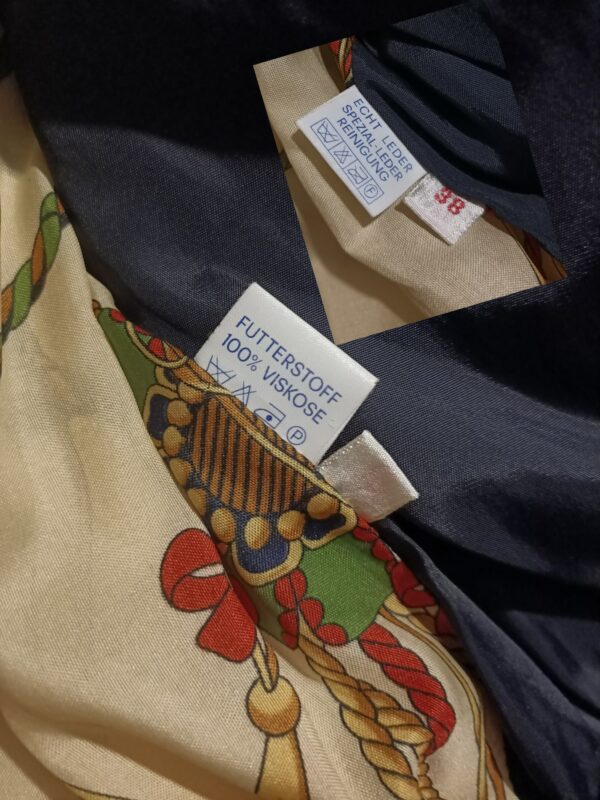 ECHT LEDER
SPEZIAL-LEDER
REINIGUNG
F
38
FUTTERSTOFF
100% VISKOSE
P